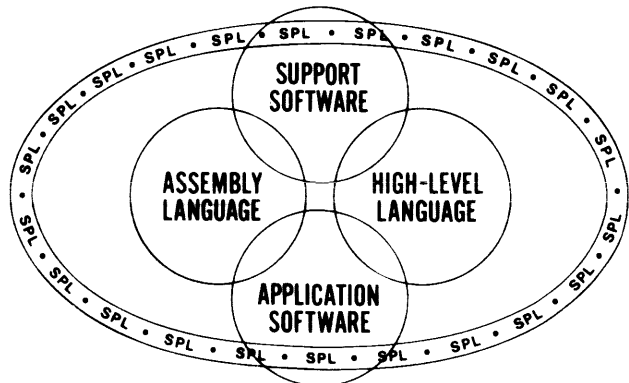 SPL • SPL • SPL • SPL • SPL • SPL • SPL • SPL • SPL • SPL • SPL •
SUPPORT
SOFTWARE
ASSEMBLY
LANGUAGE
HIGH-LEVEL
LANGUAGE
APPLICATION
SOFTWARE
SPL • SPL • SPL • SPL • SPL • SPL • SPL • SPL • SPL • SPL • SPL •